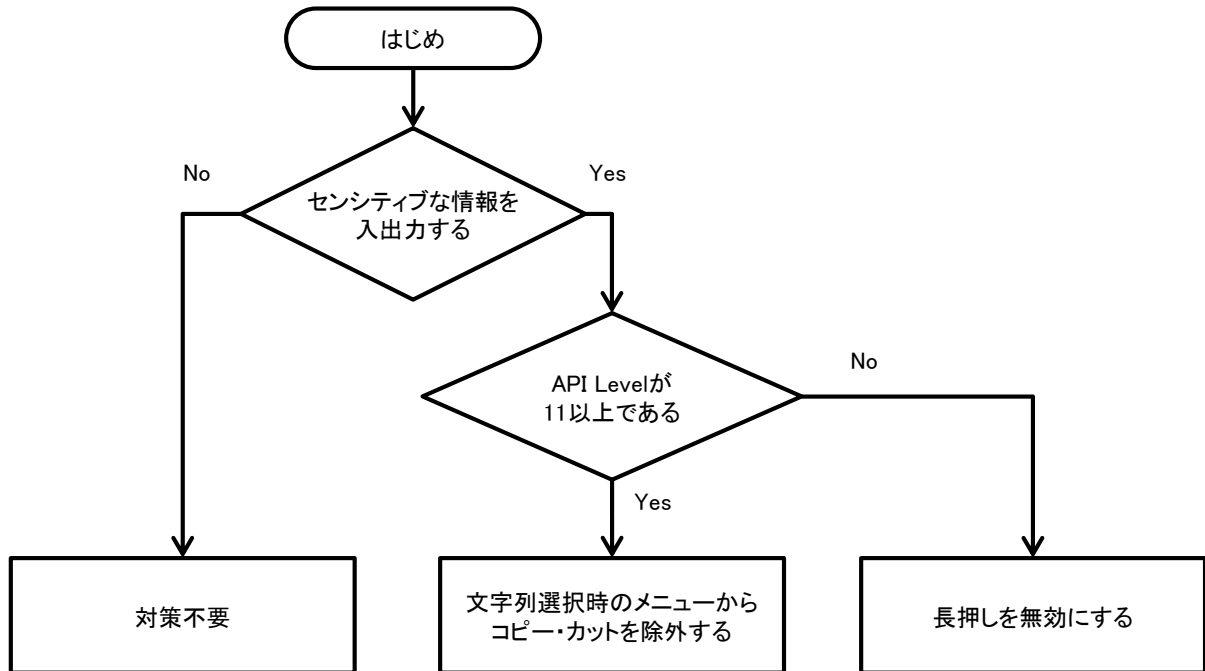 はじめ
No
Yes
センシティブな情報を
入出力する
API Levelが
11以上である
No
Yes
対策不要
文字列選択時のメニューから
コピー・カットを除外する
長押しを無効にする